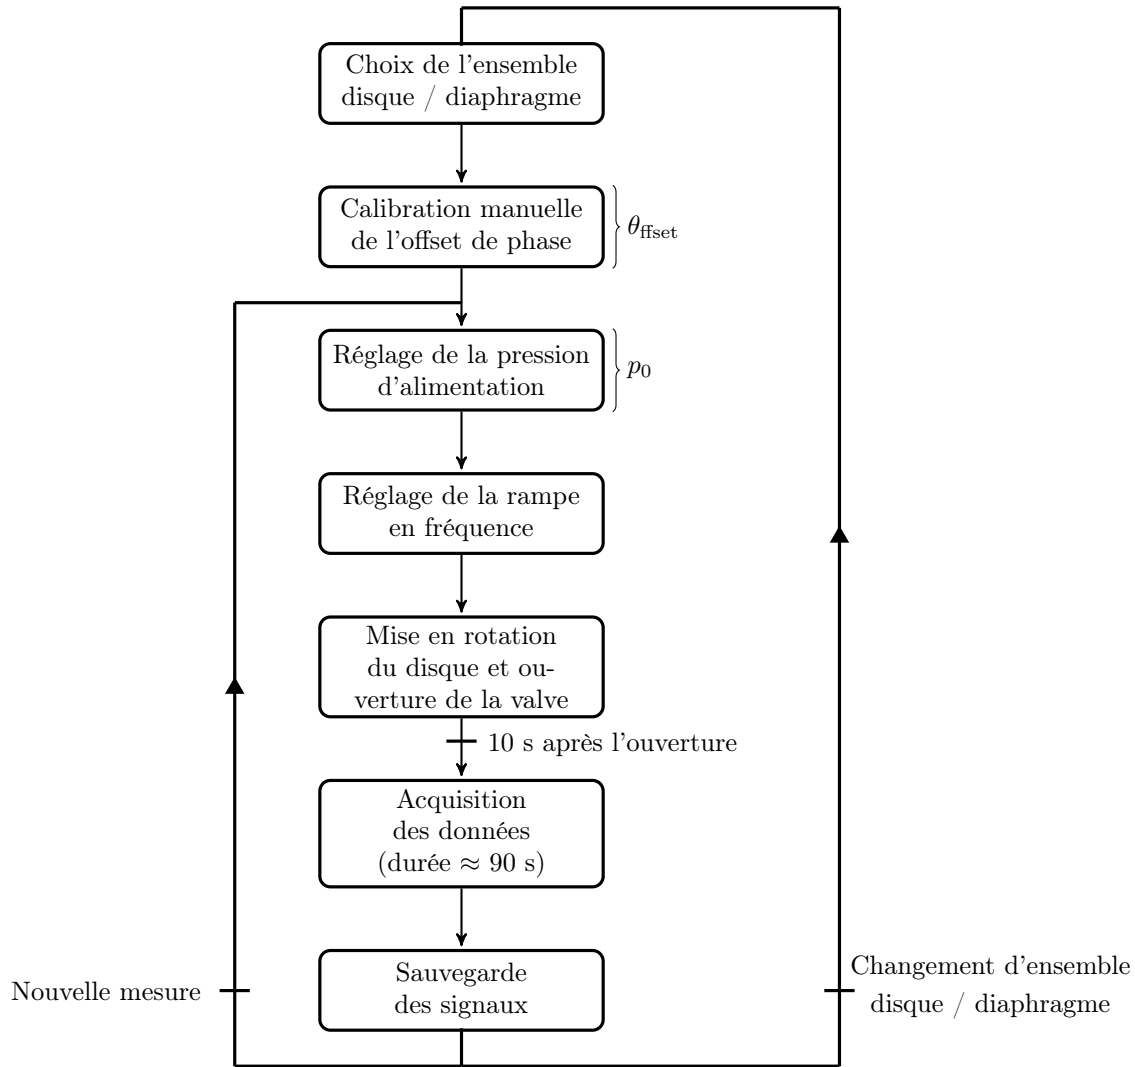 Choix de l'ensemble
disque / diaphragme
Calibration manuelle
de l'offset de phase
θffset
Réglage de la pression
d'alimentation
p0
Réglage de la rampe
en fréquence
Mise en rotation
du disque et ou-
verture de la valve
10 s après l'ouverture
Acquisition
des données
(durée ≈ 90 s)
Sauvegarde
des signaux
Nouvelle mesure
Changement d'ensemble
disque / diaphragme